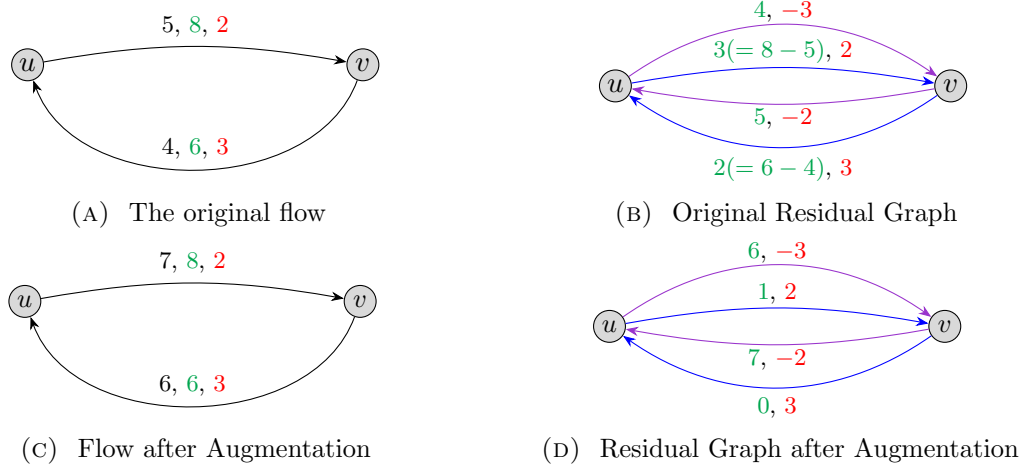 5, 8, 2
u
v
4, 6, 3
(A) The original flow
4, −3
3(= 8 − 5), 2
u
v
5, −2
2(= 6 − 4), 3
(B) Original Residual Graph
7, 8, 2
u
v
6, 6, 3
(C) Flow after Augmentation
6, −3
1, 2
u
v
7, −2
0, 3
(D) Residual Graph after Augmentation